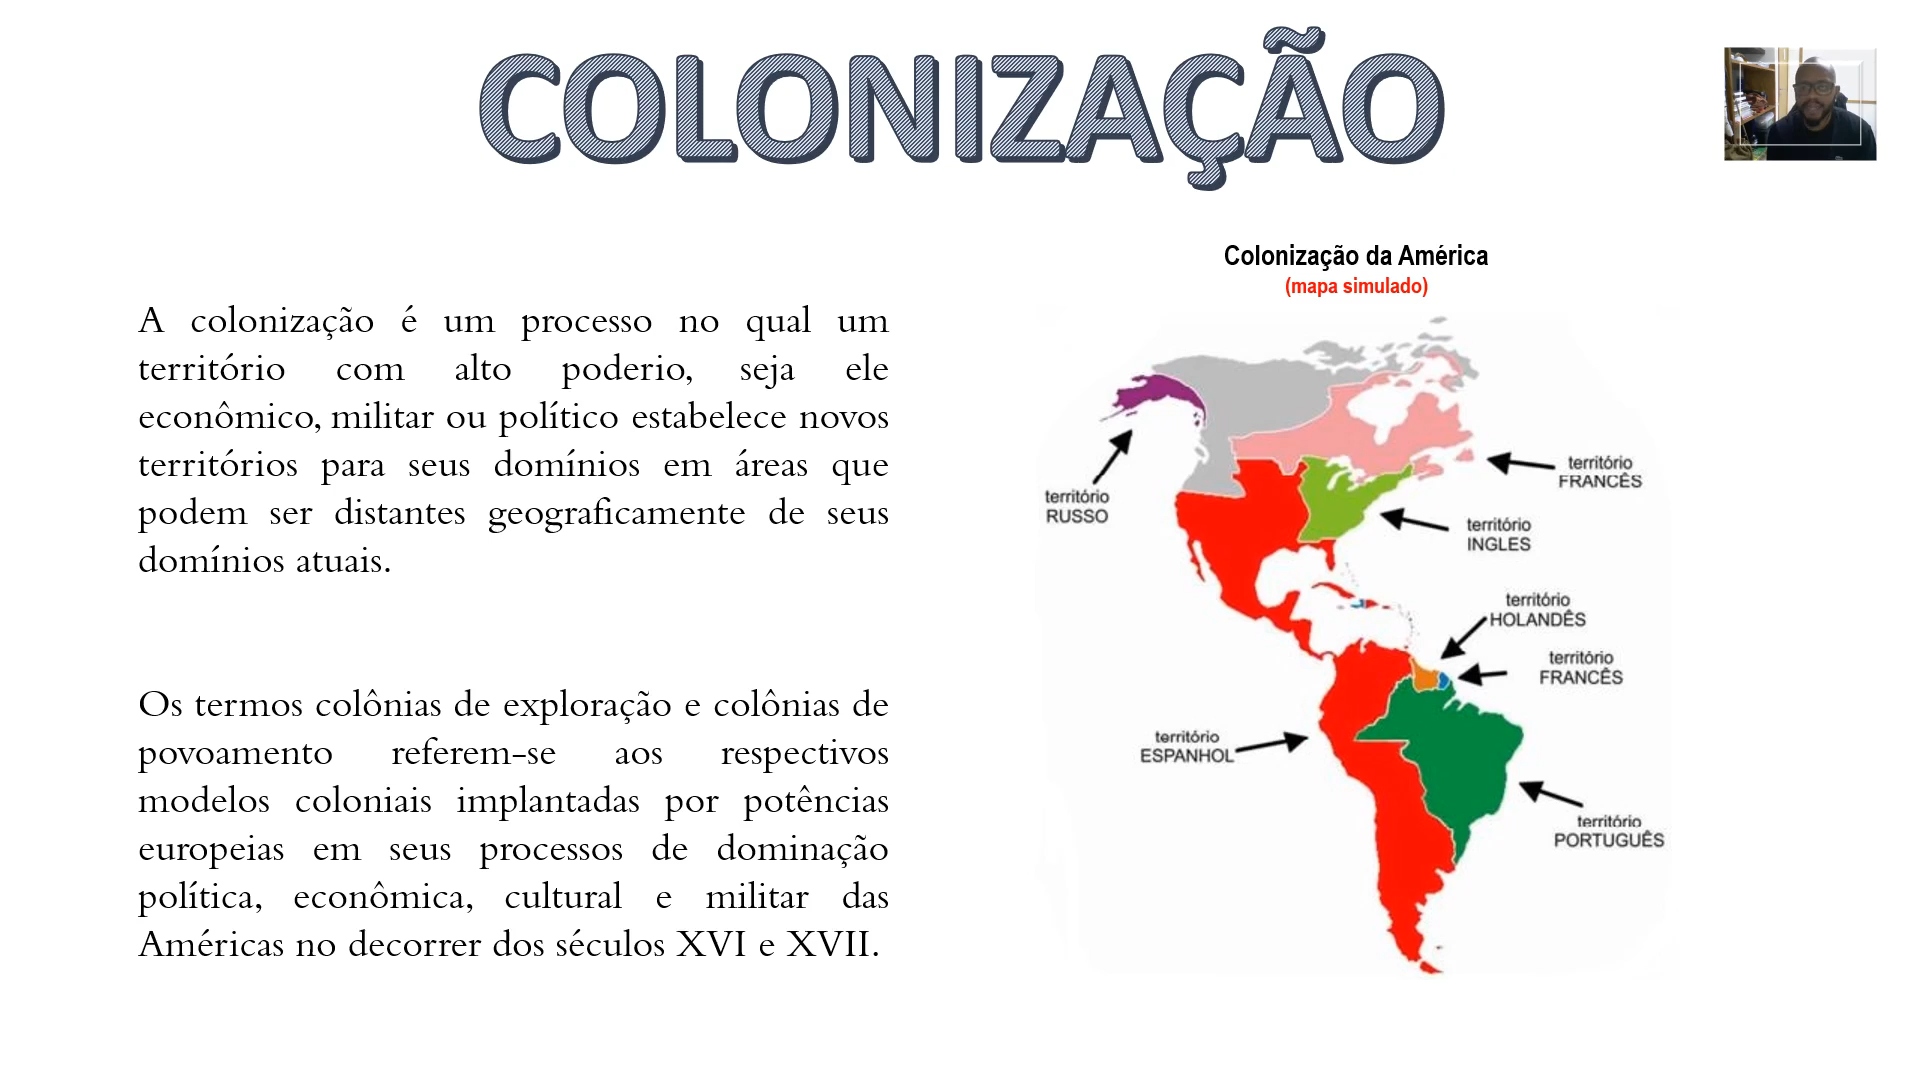 COLONIZAÇÃO
A colonização é um processo no qual um
território com alto poderio, seja ele
econômico, militar ou político estabelece novos
territórios para seus domínios em áreas que
podem ser distantes geograficamente de seus
domínios atuais.
Os termos colônias de exploração e colônias de
povoamento referem-se aos respectivos
modelos coloniais implantadas por potências
europeias em seus processos de dominação
política, econômica, cultural e militar das
Américas no decorrer dos séculos XVI e XVII.
Colonização da América
(mapa simulado)
território
RUSSO
território
FRANCÊS
território
INGLES
território
HOLANDÊS
território
FRANCÊS
território
ESPANHOL
território
PORTUGUÊS